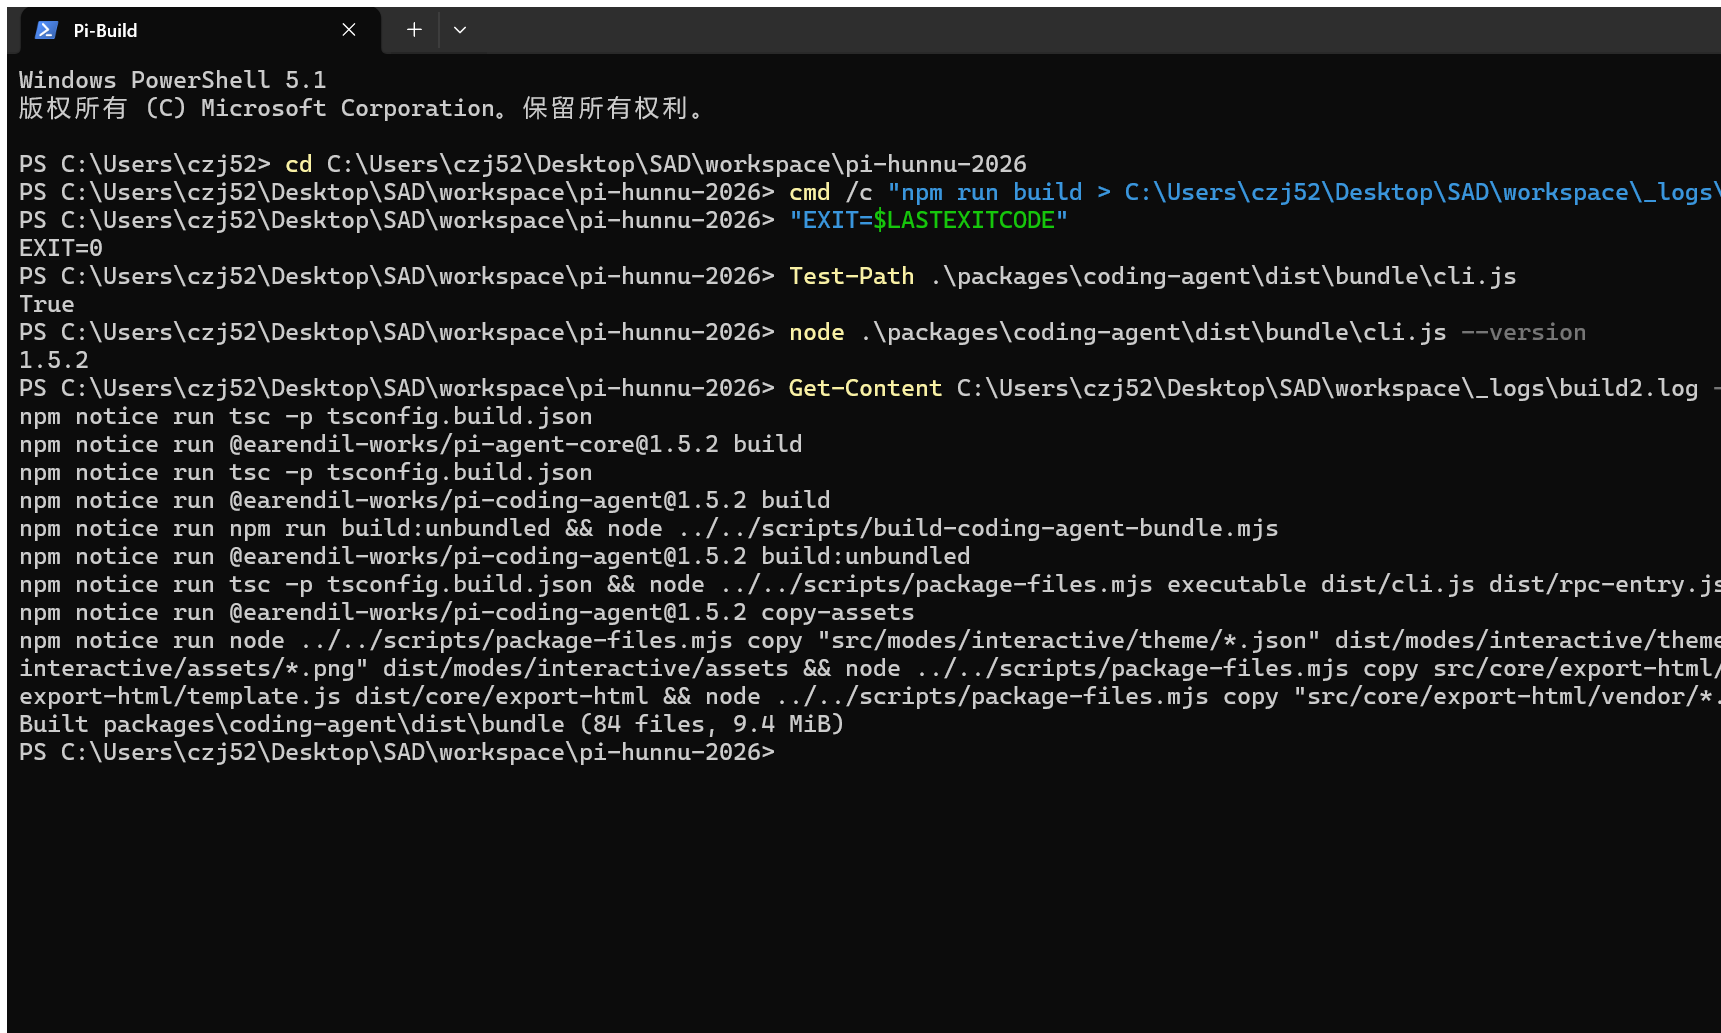 Pi-Build
Windows PowerShell 5.1
版权所有 (C) Microsoft Corporation。保留所有权利。
PS C:\Users\czj52> cd C:\Users\czj52\Desktop\SAD\workspace\pi-hunnu-2026
PS C:\Users\czj52\Desktop\SAD\workspace\pi-hunnu-2026> cmd /c "npm run build > C:\Users\czj52\Desktop\SAD\workspace\_logs\
PS C:\Users\czj52\Desktop\SAD\workspace\pi-hunnu-2026> "EXIT=$LASTEXITCODE"
EXIT=0
PS C:\Users\czj52\Desktop\SAD\workspace\pi-hunnu-2026> Test-Path .\packages\coding-agent\dist\bundle\cli.js
True
PS C:\Users\czj52\Desktop\SAD\workspace\pi-hunnu-2026> node .\packages\coding-agent\dist\bundle\cli.js --version
1.5.2
PS C:\Users\czj52\Desktop\SAD\workspace\pi-hunnu-2026> Get-Content C:\Users\czj52\Desktop\SAD\workspace\_logs\build2.log -
npm notice run tsc -p tsconfig.build.json
npm notice run @earendil-works/pi-agent-core@1.5.2 build
npm notice run tsc -p tsconfig.build.json
npm notice run @earendil-works/pi-coding-agent@1.5.2 build
npm notice run npm run build:unbundled && node ../../scripts/build-coding-agent-bundle.mjs
npm notice run @earendil-works/pi-coding-agent@1.5.2 build:unbundled
npm notice run tsc -p tsconfig.build.json && node ../../scripts/package-files.mjs executable dist/cli.js dist/rpc-entry.js
npm notice run @earendil-works/pi-coding-agent@1.5.2 copy-assets
npm notice run node ../../scripts/package-files.mjs copy "src/modes/interactive/theme/*.json" dist/modes/interactive/theme
interactive/assets/*.png" dist/modes/interactive/assets && node ../../scripts/package-files.mjs copy src/core/export-html/
export-html/template.js dist/core/export-html && node ../../scripts/package-files.mjs copy "src/core/export-html/vendor/*.
Built packages\coding-agent\dist\bundle (84 files, 9.4 MiB)
PS C:\Users\czj52\Desktop\SAD\workspace\pi-hunnu-2026>